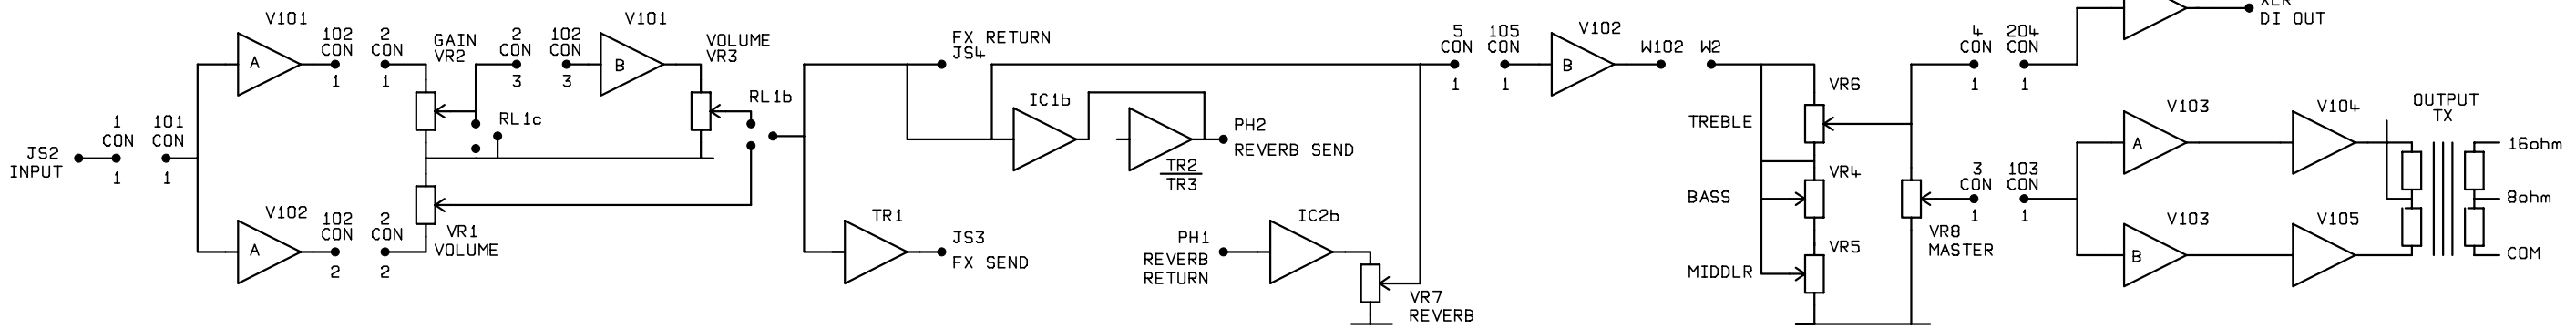 JS2
INPUT
1
CON
1
101
CON
1
V101
A
102
CON
1
2
CON
1
GAIN
VR2
2
CON
3
102
CON
3
V101
B
VOLUME
VR3
RL1c
RL1b
V102
A
102
CON
2
2
CON
2
VR1
VOLUME
FX RETURN
JS4
IC1b
TR2
TR3
PH2
REVERB SEND
TR1
JS3
FX SEND
PH1
REVERB
RETURN
IC2b
VR7
REVERB
5
CON
1
105
CON
1
V102
B
W102
W2
TREBLE
VR6
BASS
VR4
MIDDLR
VR5
VR8
MASTER
4
CON
1
204
CON
1
XLR
DI OUT
3
CON
1
103
CON
1
V103
A
V104
V103
B
V105
OUTPUT
TX
16ohm
8ohm
COM